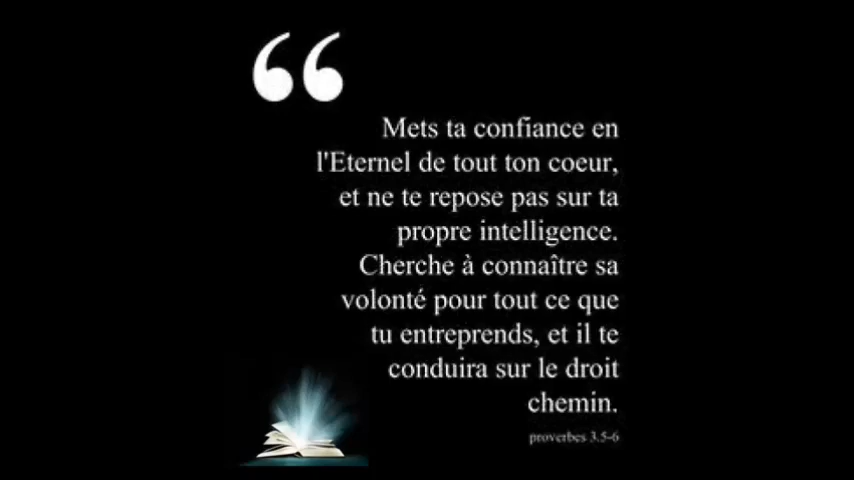 “
Mets ta confiance en
l'Eternel de tout ton coeur,
et ne te repose pas sur ta
propre intelligence.
Cherche à connaître sa
volonté pour tout ce que
tu entreprends, et il te
conduira sur le droit
chemin.
proverbes 3.5-6